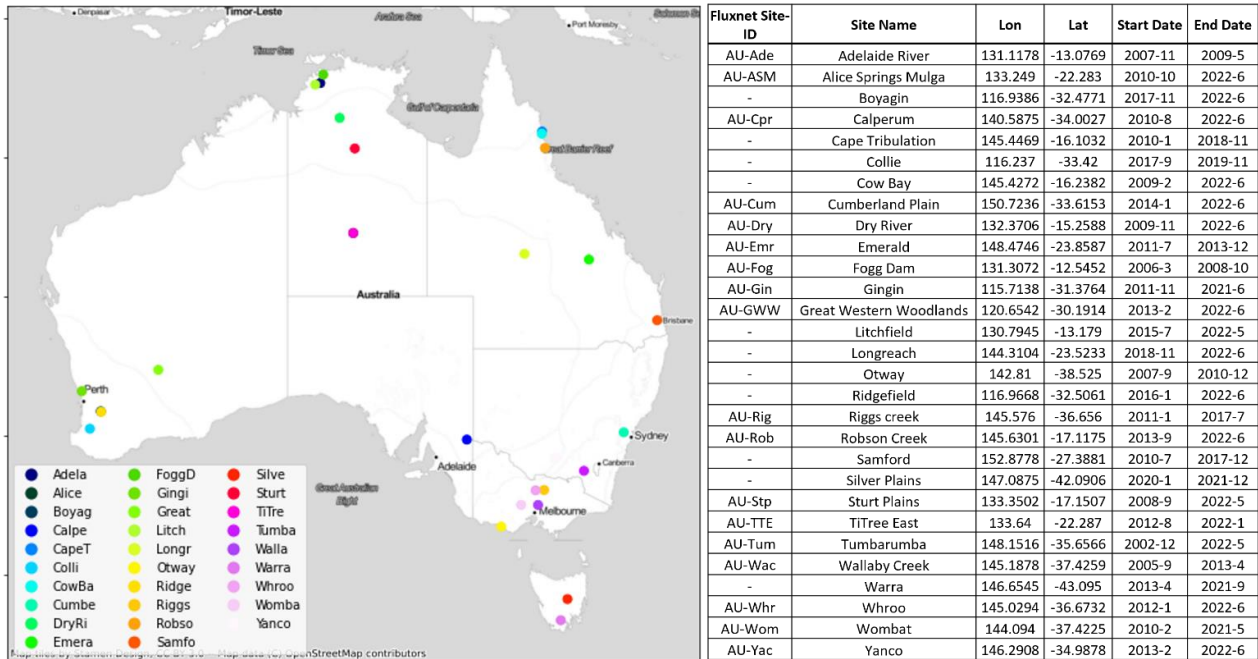 Denpasar
Timor-Leste
Arafura Sea
Solomon S
Port Moresby
Timor Sea
Gulf of Carpentaria
Great Barrier Reef
Australia
Brisbane
Perth
Sydney
Canberra
Adelaide
Great Australian
Bight
Melbourne
Adela
Alice
Boyag
Calpe
CapeT
Colli
CowBa
Cumbe
DryRi
Emera
FoggD
Gingi
Great
Litch
Longr
Otway
Ridge
Riggs
Robso
Samfo
Silve
Sturt
TiTre
Tumba
Walla
Warra
Whroo
Womba
Yanco
Map tiles by Stamen Design, CC BY 3.0 -- Map data (C) OpenStreetMap contributors
Fluxnet Site-ID Site Name Lon Lat Start Date End Date
AU-Ade Adelaide River 131.1178 -13.0769 2007-11 2009-5
AU-ASM Alice Springs Mulga 133.249 -22.283 2010-10 2022-6
- Boyagin 116.9386 -32.4771 2017-11 2022-6
AU-Cpr Calperum 140.5875 -34.0027 2010-8 2022-6
- Cape Tribulation 145.4469 -16.1032 2010-1 2018-11
- Collie 116.237 -33.42 2017-9 2019-11
- Cow Bay 145.4272 -16.2382 2009-2 2022-6
AU-Cum Cumberland Plain 150.7236 -33.6153 2014-1 2022-6
AU-Dry Dry River 132.3706 -15.2588 2009-11 2022-6
AU-Emr Emerald 148.4746 -23.8587 2011-7 2013-12
AU-Fog Fogg Dam 131.3072 -12.5452 2006-3 2008-10
AU-Gin Gingin 115.7138 -31.3764 2011-11 2021-6
AU-GWW Great Western Woodlands 120.6542 -30.1914 2013-2 2022-6
- Litchfield 130.7945 -13.179 2015-7 2022-5
- Longreach 144.3104 -23.5233 2018-11 2022-6
- Otway 142.81 -38.525 2007-9 2010-12
- Ridgefield 116.9668 -32.5061 2016-1 2022-6
AU-Rig Riggs creek 145.576 -36.656 2011-1 2017-7
AU-Rob Robson Creek 145.6301 -17.1175 2013-9 2022-6
- Samford 152.8778 -27.3881 2010-7 2017-12
- Silver Plains 147.0875 -42.0906 2020-1 2021-12
AU-Stp Sturt Plains 133.3502 -17.1507 2008-9 2022-5
AU-TTE TiTree East 133.64 -22.287 2012-8 2022-1
AU-Tum Tumbarumba 148.1516 -35.6566 2002-12 2022-5
AU-Wac Wallaby Creek 145.1878 -37.4259 2005-9 2013-4
- Warra 146.6545 -43.095 2013-4 2021-9
AU-Whr Whroo 145.0294 -36.6732 2012-1 2022-6
AU-Wom Wombat 144.094 -37.4225 2010-2 2021-5
AU-Yac Yanco 146.2908 -34.9878 2013-2 2022-6